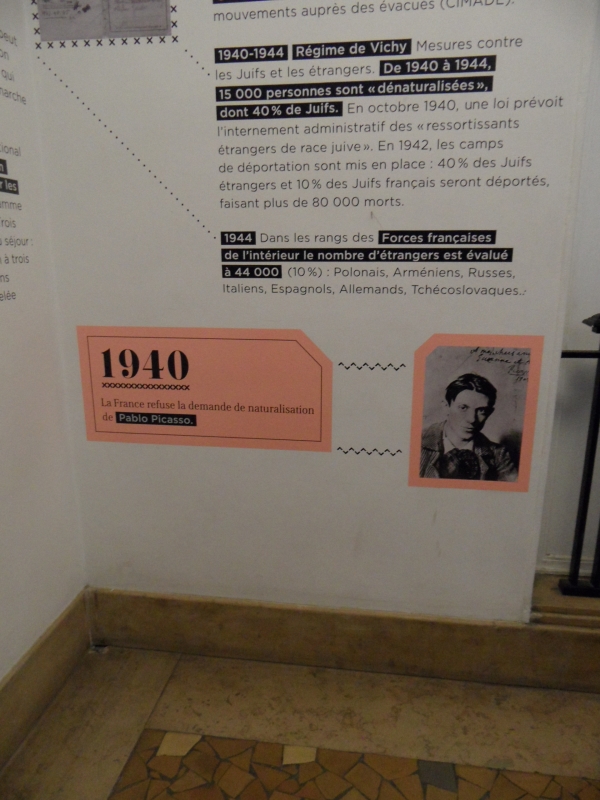 mouvements auprès des évacués (CIMADE).
1940-1944 Régime de Vichy Mesures contre
les Juifs et les étrangers. De 1940 à 1944,
15 000 personnes sont « dénaturalisées »,
dont 40 % de Juifs. En octobre 1940, une loi prévoit
l'internement administratif des « ressortissants
étrangers de race juive ». En 1942, les camps
de déportation sont mis en place : 40 % des Juifs
étrangers et 10 % des Juifs français seront déportés,
faisant plus de 80 000 morts.
1944 Dans les rangs des Forces françaises
de l'intérieur le nombre d'étrangers est évalué
à 44 000 (10 %) : Polonais, Arméniens, Russes,
Italiens, Espagnols, Allemands, Tchécoslovaques...
1940
La France refuse la demande de naturalisation
de Pablo Picasso.
qui
les
séjour :
à trois